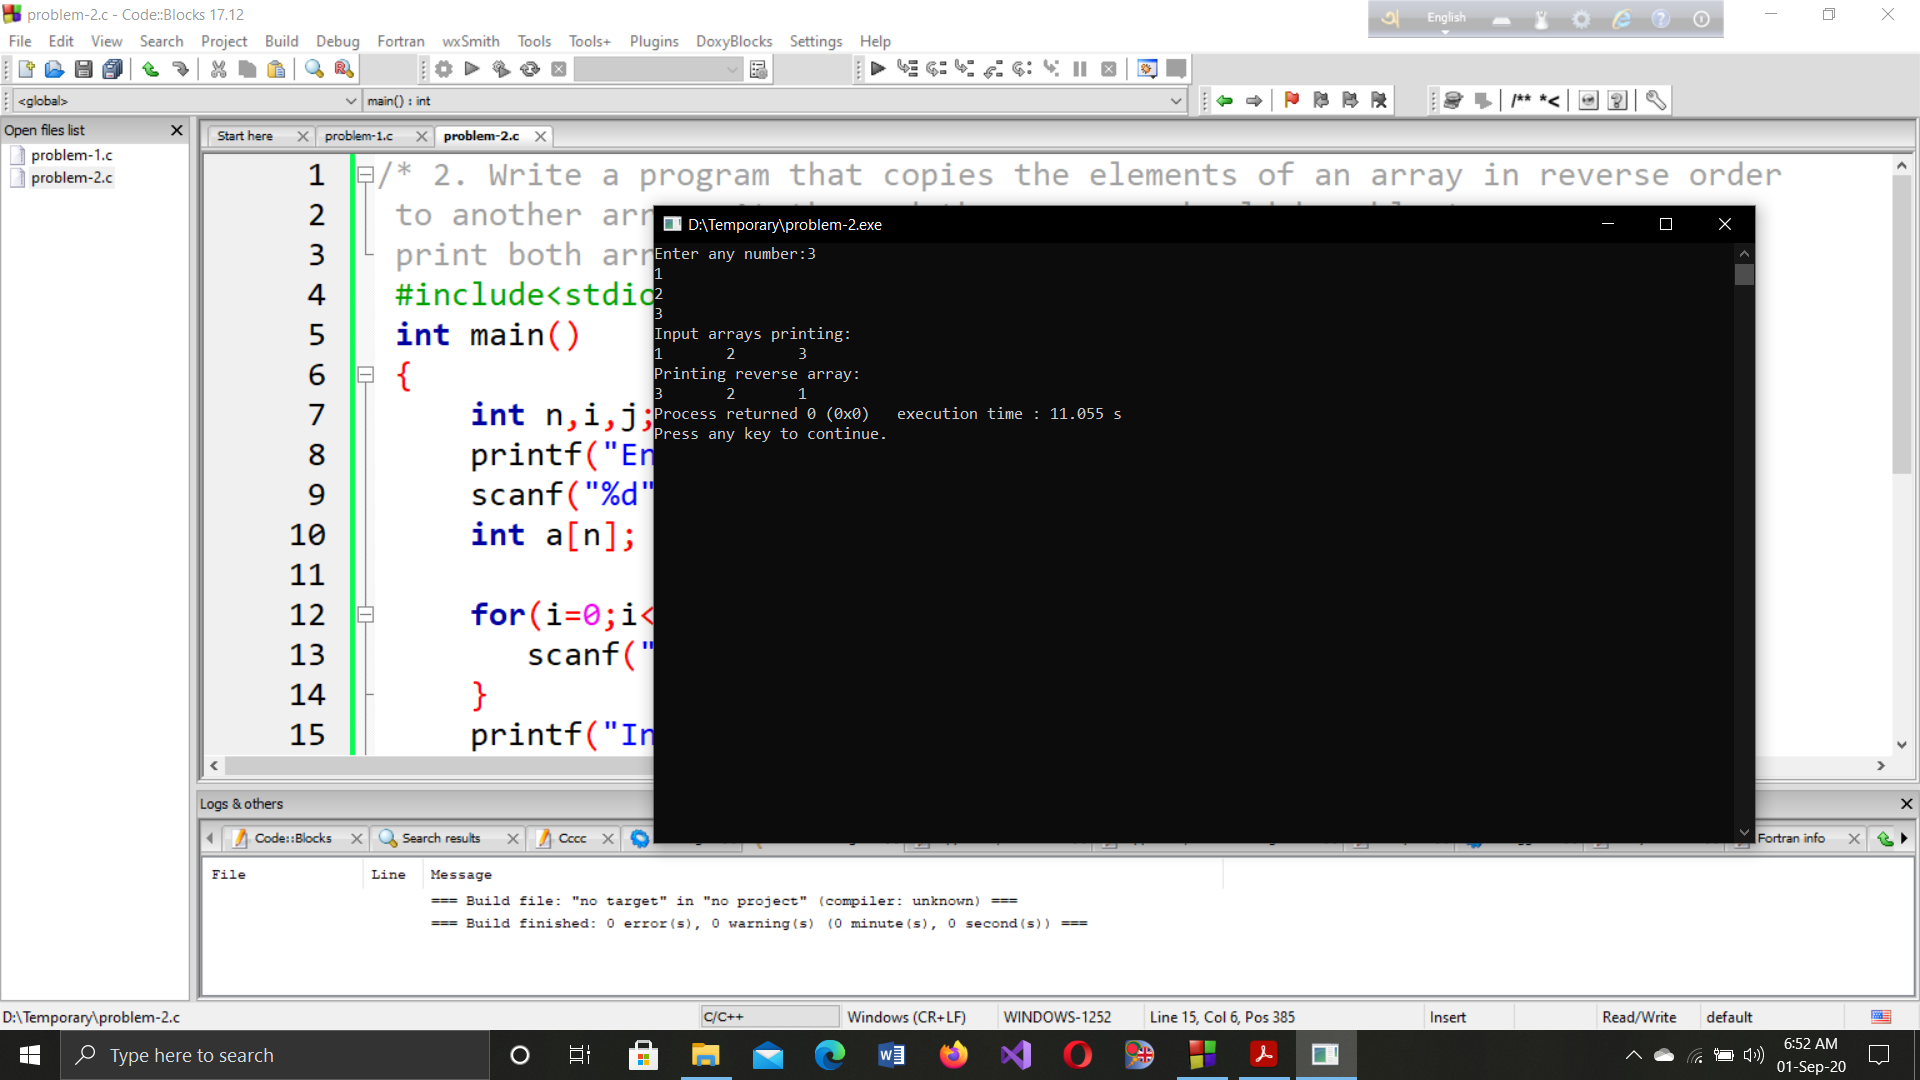 problem-2.c - Code::Blocks 17.12
English
File Edit View Search Project Build Debug Fortran wxSmith Tools Tools+ Plugins DoxyBlocks Settings Help
<global> main() : int
/** *<
Open files list
problem-1.c
problem-2.c
Start here problem-1.c problem-2.c
1 /* 2. Write a program that copies the elements of an array in reverse order
2 to another arr
3 print both arr
4 #include<stdio
5 int main()
6 {
7 int n,i,j;
8 printf("En
9 scanf("%d"
10 int a[n];
11
12 for(i=0;i<
13 scanf("
14 }
15 printf("In
D:\Temporary\problem-2.exe
Enter any number:3
1
2
3
Input arrays printing:
1 2 3
Printing reverse array:
3 2 1
Process returned 0 (0x0) execution time : 11.055 s
Press any key to continue.
Logs & others
Code::Blocks Search results Cccc Fortran info
File Line Message
=== Build file: "no target" in "no project" (compiler: unknown) ===
=== Build finished: 0 error(s), 0 warning(s) (0 minute(s), 0 second(s)) ===
D:\Temporary\problem-2.c C/C++ Windows (CR+LF) WINDOWS-1252 Line 15, Col 6, Pos 385 Insert Read/Write default
Type here to search
6:52 AM
01-Sep-20